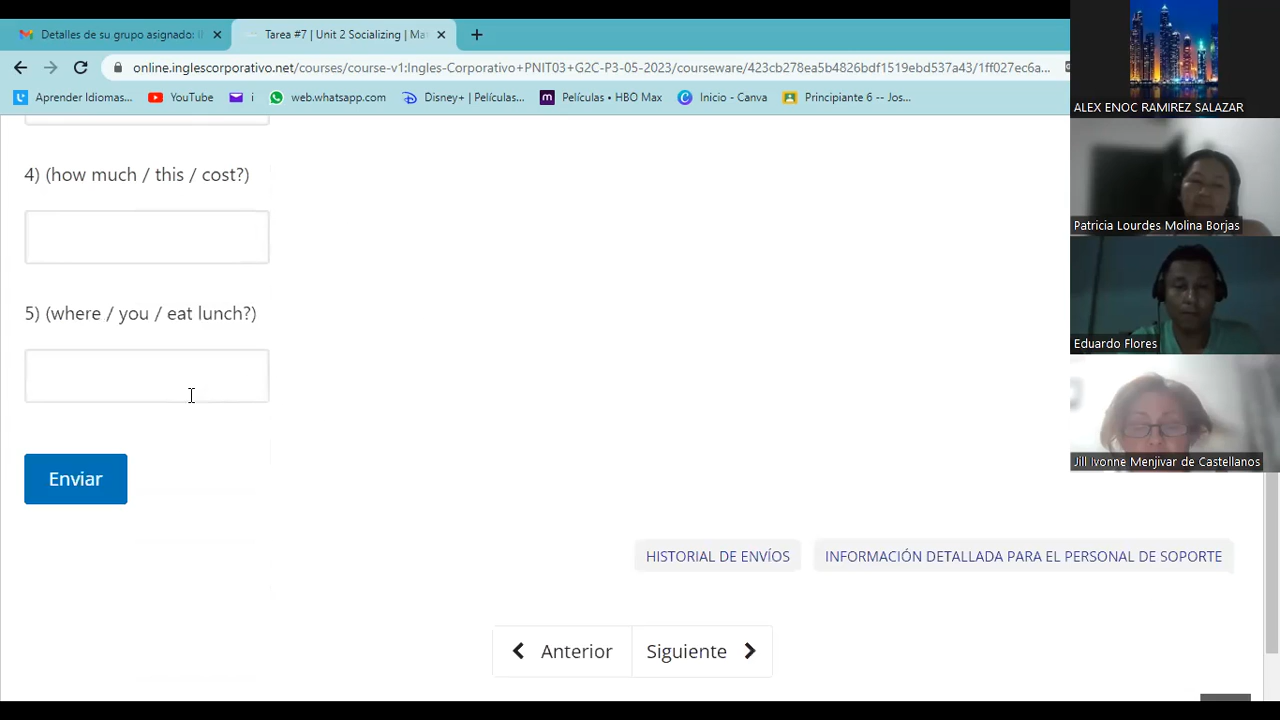 Detalles de su grupo asignado: II
Tarea #7 | Unit 2 Socializing | Ma
online.inglescorporativo.net/courses/course-v1:Ingles-Corporativo+PNIT03+G2C-P3-05-2023/courseware/423cb278ea5b4826bdf1519ebd537a43/1ff027ec6a...
Aprender Idiomas...
YouTube
i
web.whatsapp.com
Disney+ | Películas...
Películas • HBO Max
Inicio - Canva
Principiante 6 -- Jos...
4) (how much / this / cost?)
5) (where / you / eat lunch?)
Enviar
HISTORIAL DE ENVÍOS
INFORMACIÓN DETALLADA PARA EL PERSONAL DE SOPORTE
Anterior
Siguiente
ALEX ENOC RAMIREZ SALAZAR
Patricia Lourdes Molina Borjas
Eduardo Flores
Jill Ivonne Menjivar de Castellanos